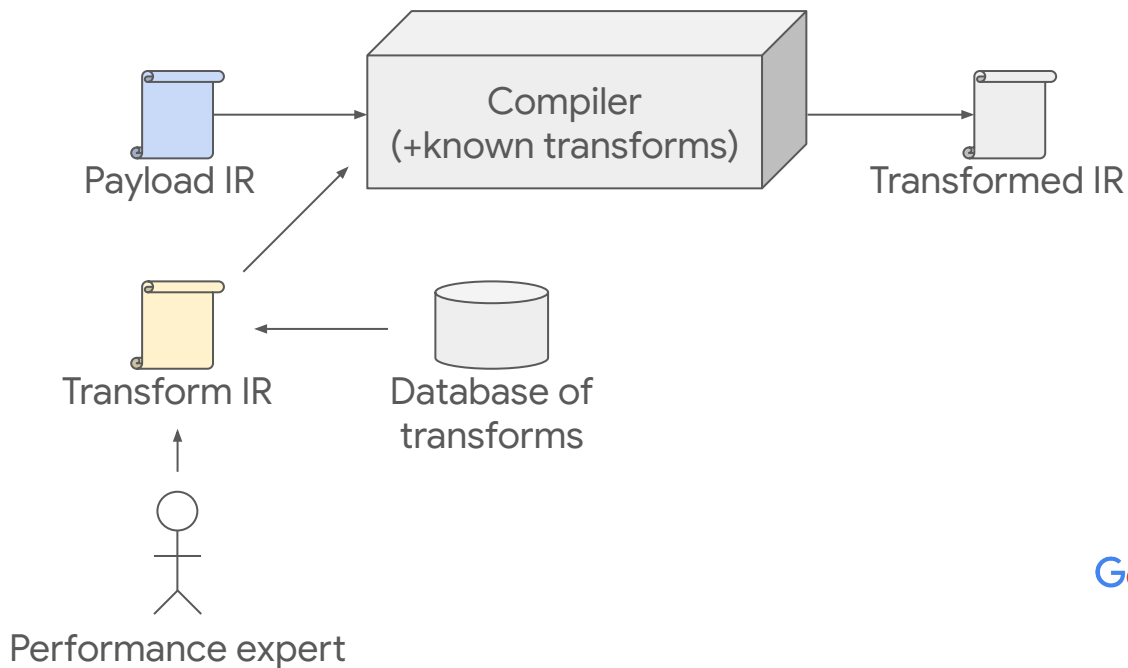 Compiler
(+known transforms)
Payload IR
Transformed IR
Transform IR
Database of
transforms
Performance expert